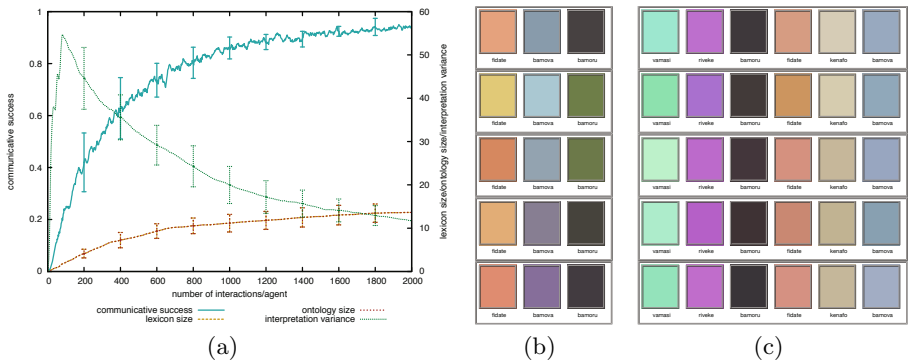 communicative success
lexicon size/ontology size/interpretation variance
1
0.8
0.6
0.4
0.2
0
60
50
40
30
20
10
0
0 200 400 600 800 1000 1200 1400 1600 1800 2000
number of interactions/agent
communicative success ontology size
lexicon size interpretation variance
fidate bamova bamoru
fidate bamova bamoru
fidate bamova bamoru
fidate bamova bamoru
fidate bamova bamoru
vamasi riveke bamoru fidate kenafo bamova
vamasi riveke bamoru fidate kenafo bamova
vamasi riveke bamoru fidate kenafo bamova
vamasi riveke bamoru fidate kenafo bamova
vamasi riveke bamoru fidate kenafo bamova
(a) (b) (c)